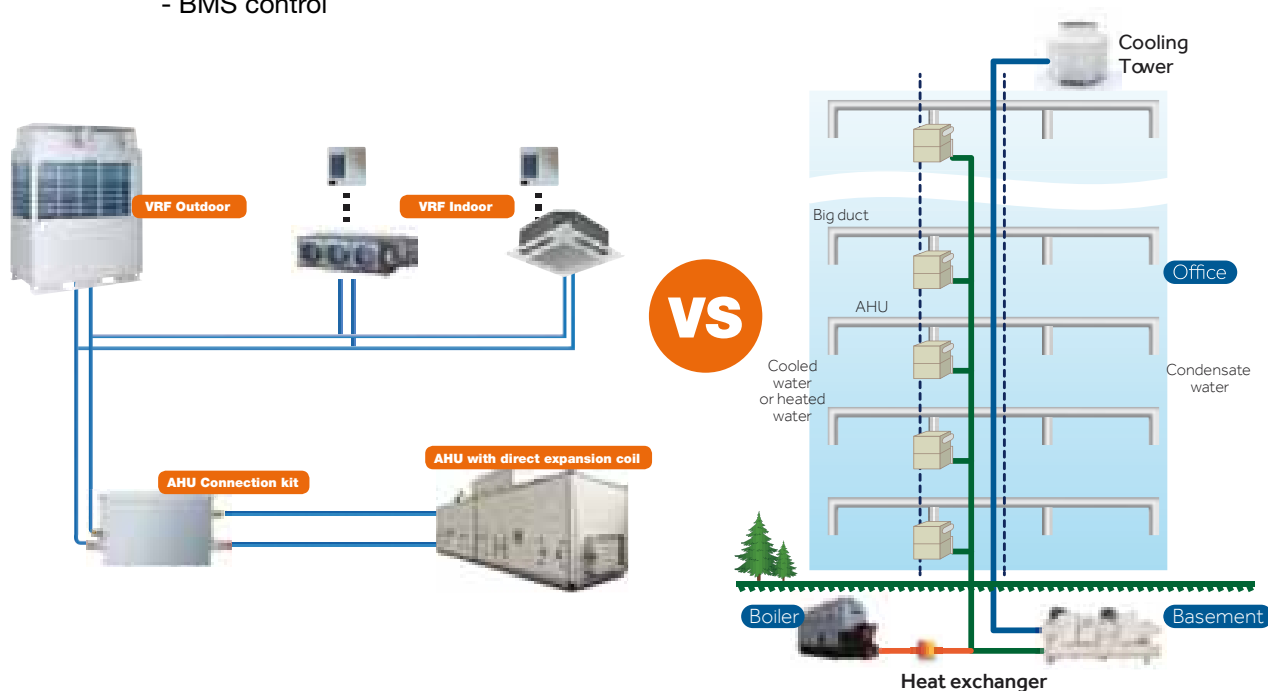 - BMS control
Cooling
Tower
VRF Outdoor
VRF Indoor
Big duct
Office
VS
AHU
Cooled
water
or heated
water
Condensate
water
AHU with direct expansion coil
AHU Connection kit
Boiler
Basement
Heat exchanger